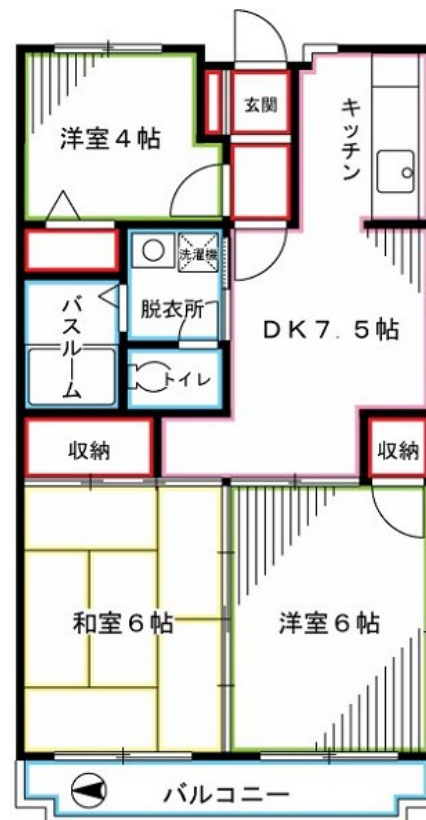 玄関
キッチン
洋室4帖
洗濯機
脱衣所
バスルーム
DK7.5帖
トイレ
収納
収納
和室6帖
洋室6帖
バルコニー